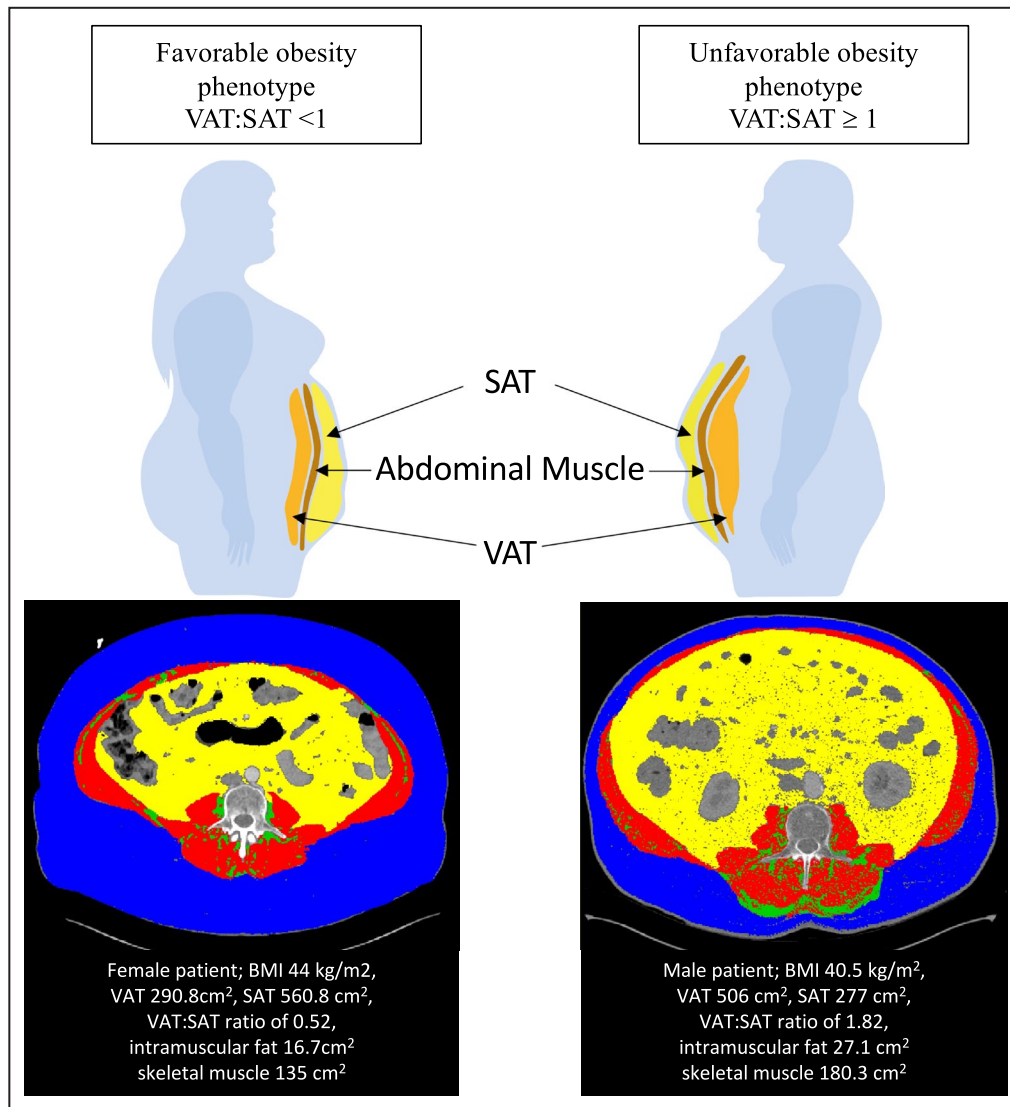 Favorable obesity
phenotype
VAT:SAT <1
Unfavorable obesity
phenotype
VAT:SAT ≥ 1
SAT
Abdominal Muscle
VAT
Female patient; BMI 44 kg/m2,
VAT 290.8cm², SAT 560.8 cm²,
VAT:SAT ratio of 0.52,
intramuscular fat 16.7cm²
skeletal muscle 135 cm²
Male patient; BMI 40.5 kg/m²,
VAT 506 cm², SAT 277 cm²,
VAT:SAT ratio of 1.82,
intramuscular fat 27.1 cm²
skeletal muscle 180.3 cm²